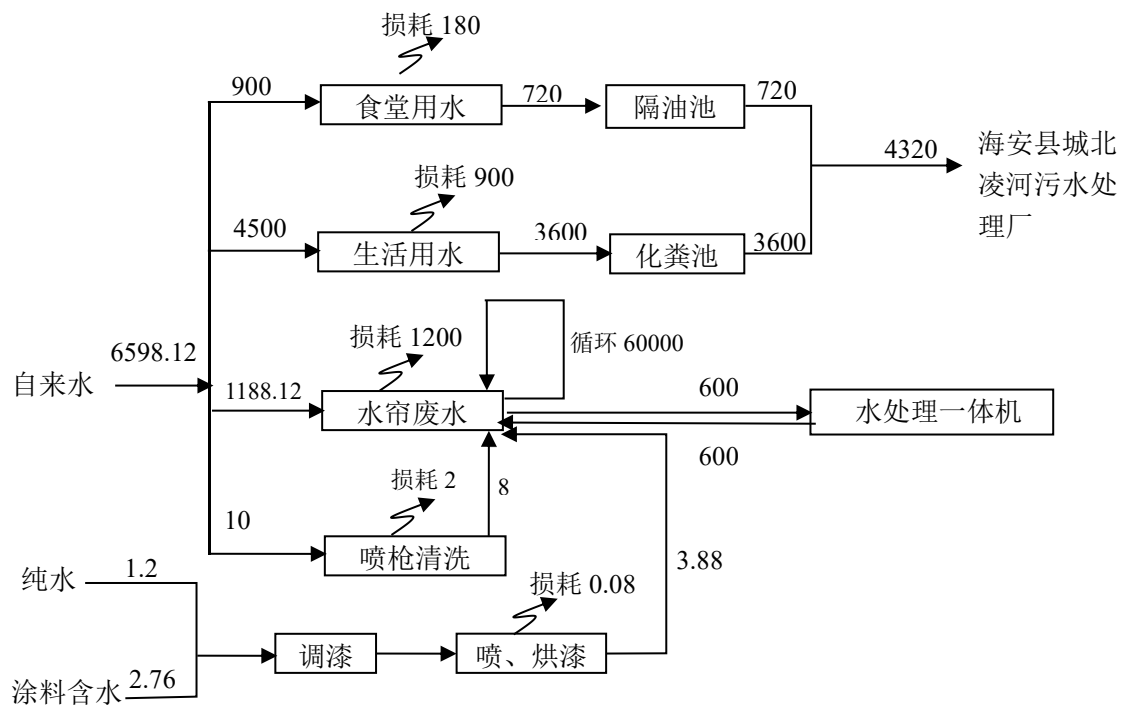 损耗 180
900
食堂用水
720
隔油池
720
4320
海安县城北
凌河污水处
理厂
损耗 900
4500
生活用水
3600
化粪池
3600
损耗 1200
循环 60000
6598.12
自来水
1188.12
水帘废水
600
水处理一体机
600
损耗 2
8
10
喷枪清洗
3.88
纯水
1.2
损耗 0.08
调漆
喷、烘漆
涂料含水
2.76